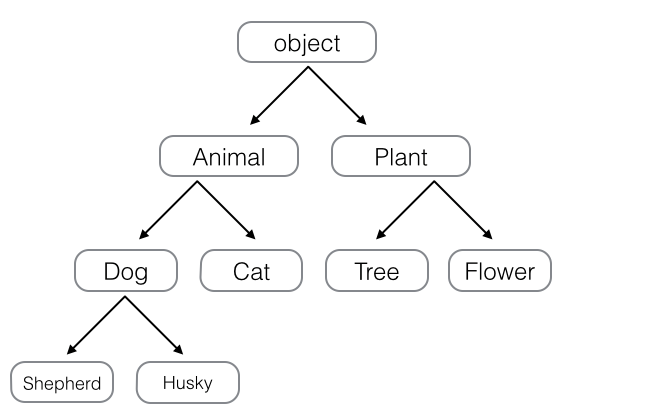 object
Animal
Plant
Dog
Cat
Tree
Flower
Shepherd
Husky